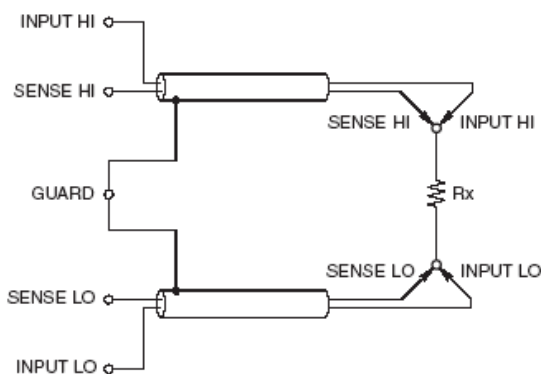 INPUT HI
SENSE HI
SENSE HI
INPUT HI
GUARD
Rx
SENSE LO
INPUT LO
SENSE LO
INPUT LO